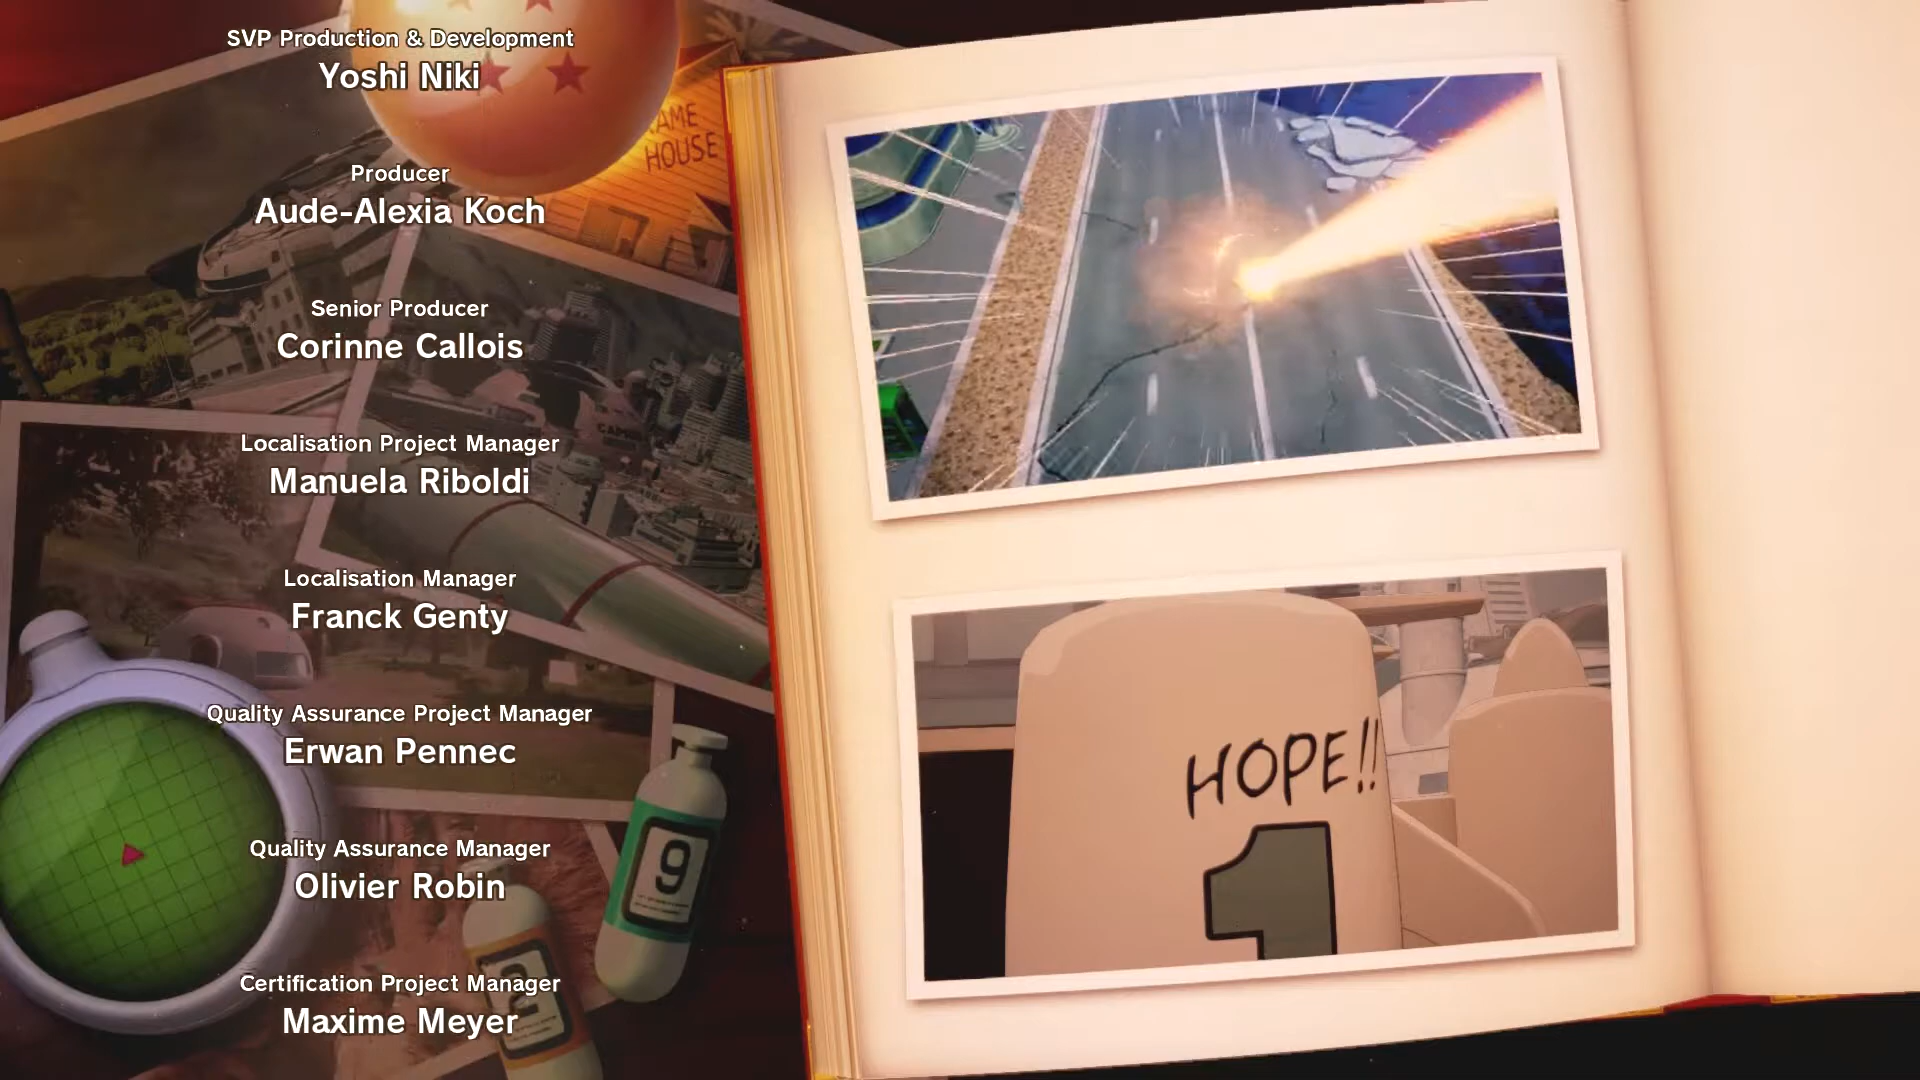 SVP Production & Development
Yoshi Niki
Producer
Aude-Alexia Koch
Senior Producer
Corinne Callois
Localisation Project Manager
Manuela Riboldi
Localisation Manager
Franck Genty
Quality Assurance Project Manager
Erwan Pennec
Quality Assurance Manager
Olivier Robin
Certification Project Manager
Maxime Meyer
HOUSE
9
2
HOPE!!
1